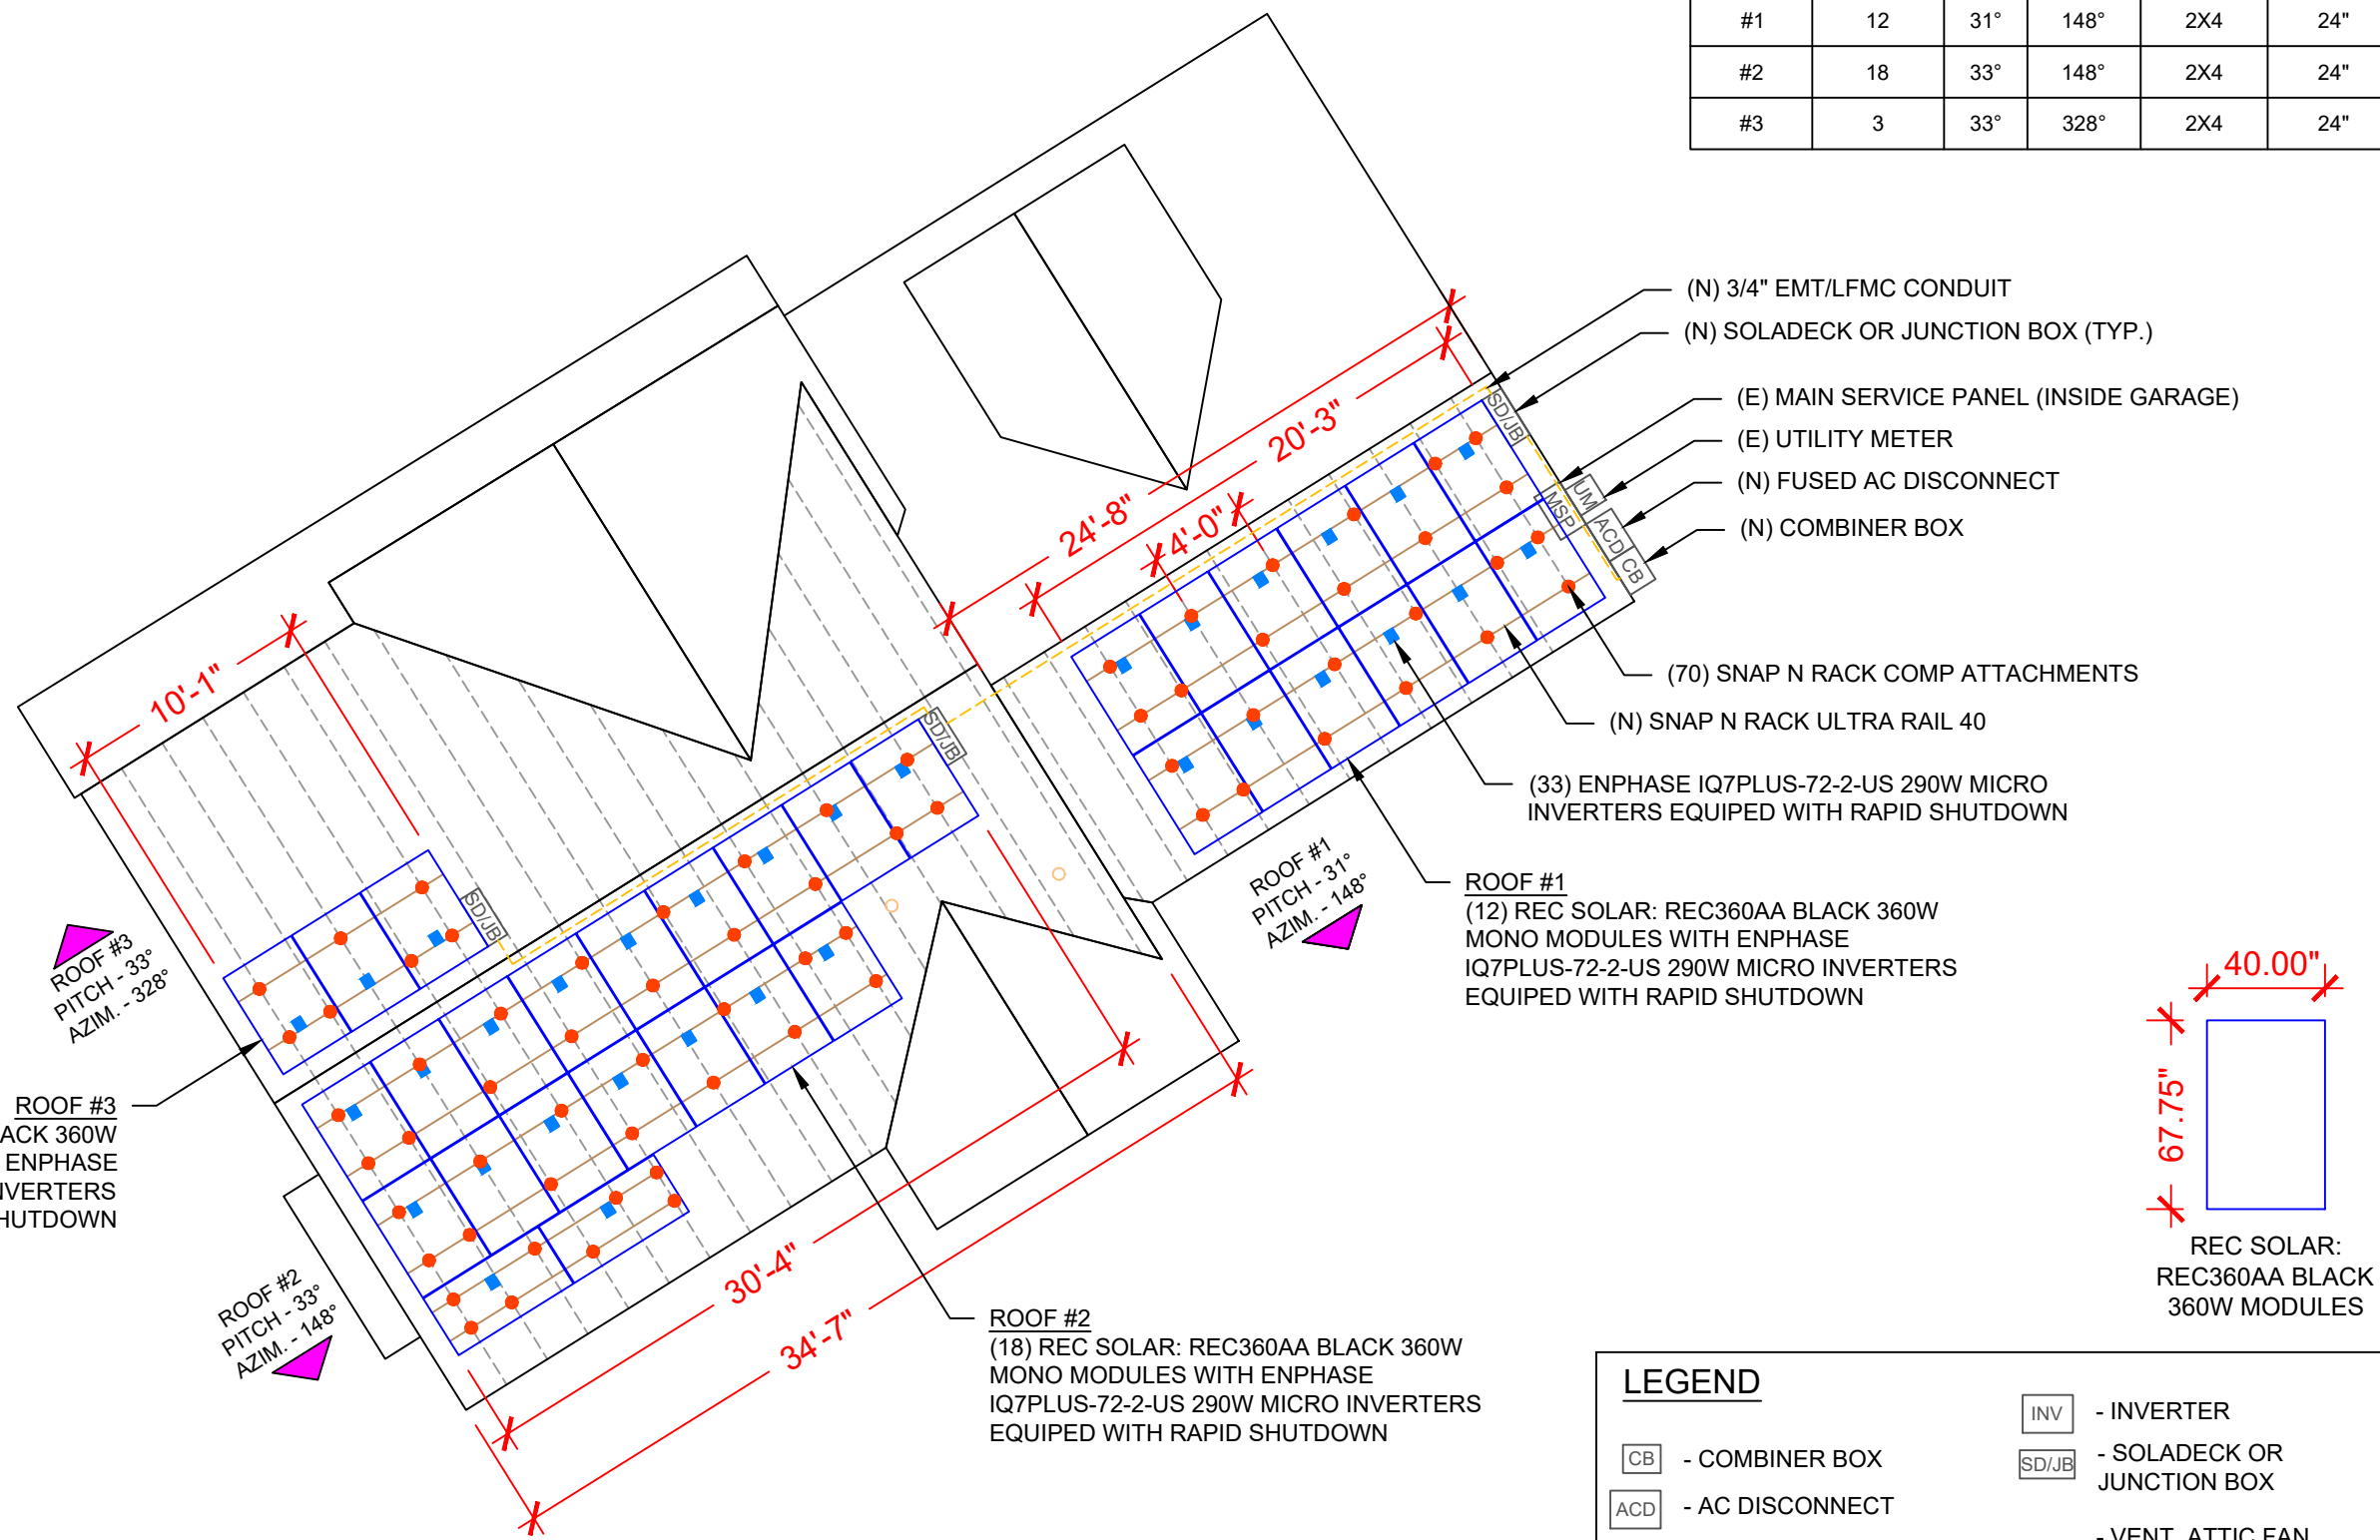 #1 12 31° 148° 2X4 24"
#2 18 33° 148° 2X4 24"
#3 3 33° 328° 2X4 24"
(N) 3/4" EMT/LFMC CONDUIT
(N) SOLADECK OR JUNCTION BOX (TYP.)
(E) MAIN SERVICE PANEL (INSIDE GARAGE)
(E) UTILITY METER
(N) FUSED AC DISCONNECT
(N) COMBINER BOX
(70) SNAP N RACK COMP ATTACHMENTS
(N) SNAP N RACK ULTRA RAIL 40
(33) ENPHASE IQ7PLUS-72-2-US 290W MICRO
INVERTERS EQUIPED WITH RAPID SHUTDOWN
20'-3"
24'-8"
4'-0"
10'-1"
30'-4"
34'-7"
SD/JB
MSP
UM
ACD
CB
SD/JB
SD/JB
ROOF #1
PITCH - 31°
AZIM. - 148°
ROOF #1
(12) REC SOLAR: REC360AA BLACK 360W
MONO MODULES WITH ENPHASE
IQ7PLUS-72-2-US 290W MICRO INVERTERS
EQUIPED WITH RAPID SHUTDOWN
ROOF #3
PITCH - 33°
AZIM. - 328°
ROOF #3
ACK 360W
ENPHASE
NVERTERS
HUTDOWN
ROOF #2
PITCH - 33°
AZIM. - 148°
ROOF #2
(18) REC SOLAR: REC360AA BLACK 360W
MONO MODULES WITH ENPHASE
IQ7PLUS-72-2-US 290W MICRO INVERTERS
EQUIPED WITH RAPID SHUTDOWN
40.00"
67.75"
REC SOLAR:
REC360AA BLACK
360W MODULES
LEGEND
INV - INVERTER
CB - COMBINER BOX
SD/JB - SOLADECK OR
JUNCTION BOX
ACD - AC DISCONNECT
- VENT, ATTIC FAN